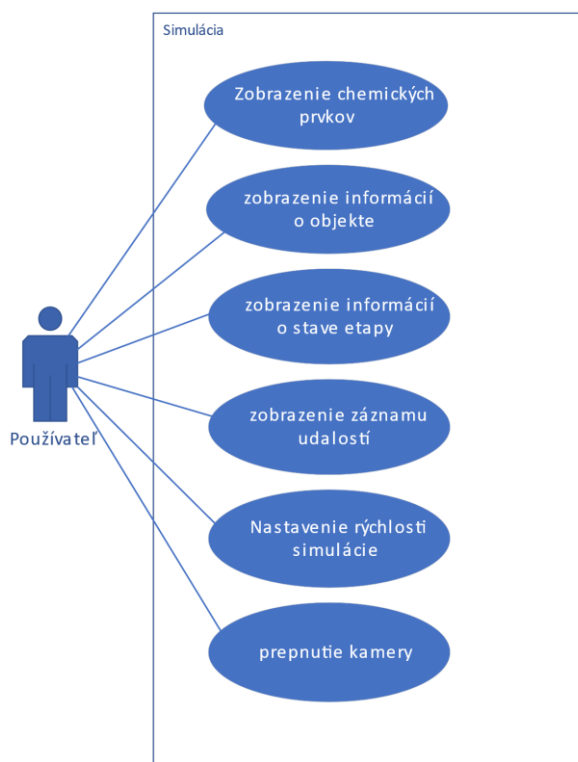 Simulácia
Zobrazenie chemických
prvkov
zobrazenie informácií
o objekte
zobrazenie informácií
o stave etapy
zobrazenie záznamu
udalostí
Používateľ
Nastavenie rýchlostí
simulácie
prepnutie kamery